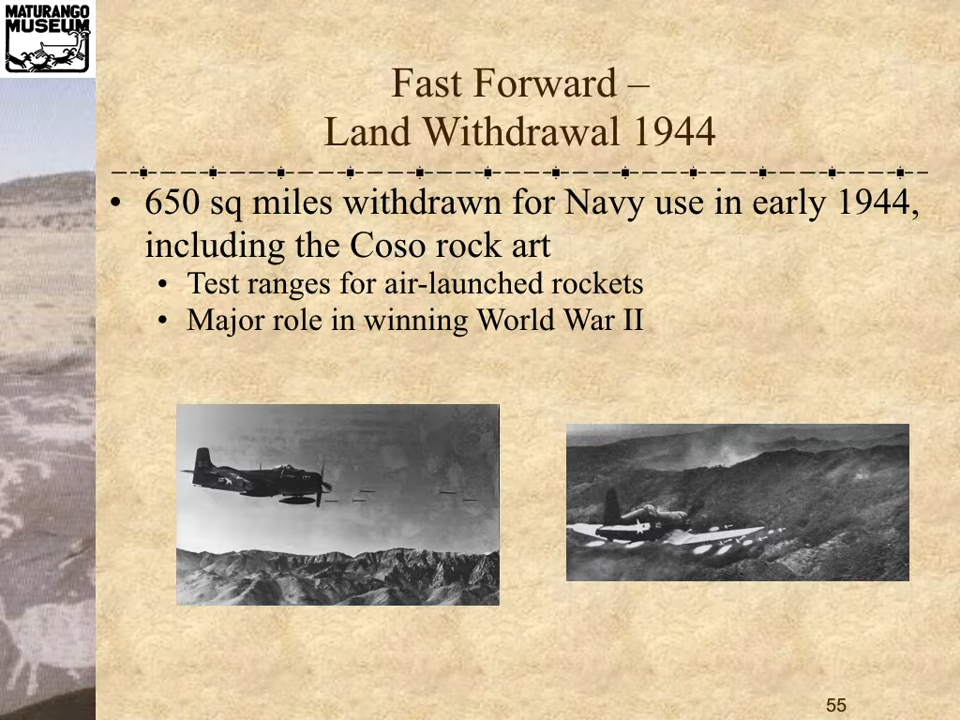 MATURANGO
MUSEUM
Fast Forward –
Land Withdrawal 1944
• 650 sq miles withdrawn for Navy use in early 1944,
including the Coso rock art
• Test ranges for air-launched rockets
• Major role in winning World War II
55